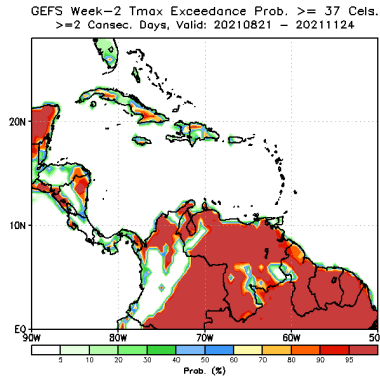 GEFS Week-2 Tmax Exceedance Prob. >= 37 Cels.
>=2 Consec. Days, Valid: 20210821 - 20211124
20N
10N
EQ
90W 80W 70W 60W 50
5 10 20 30 40 50 60 70 80 90 95
Prob. (%)